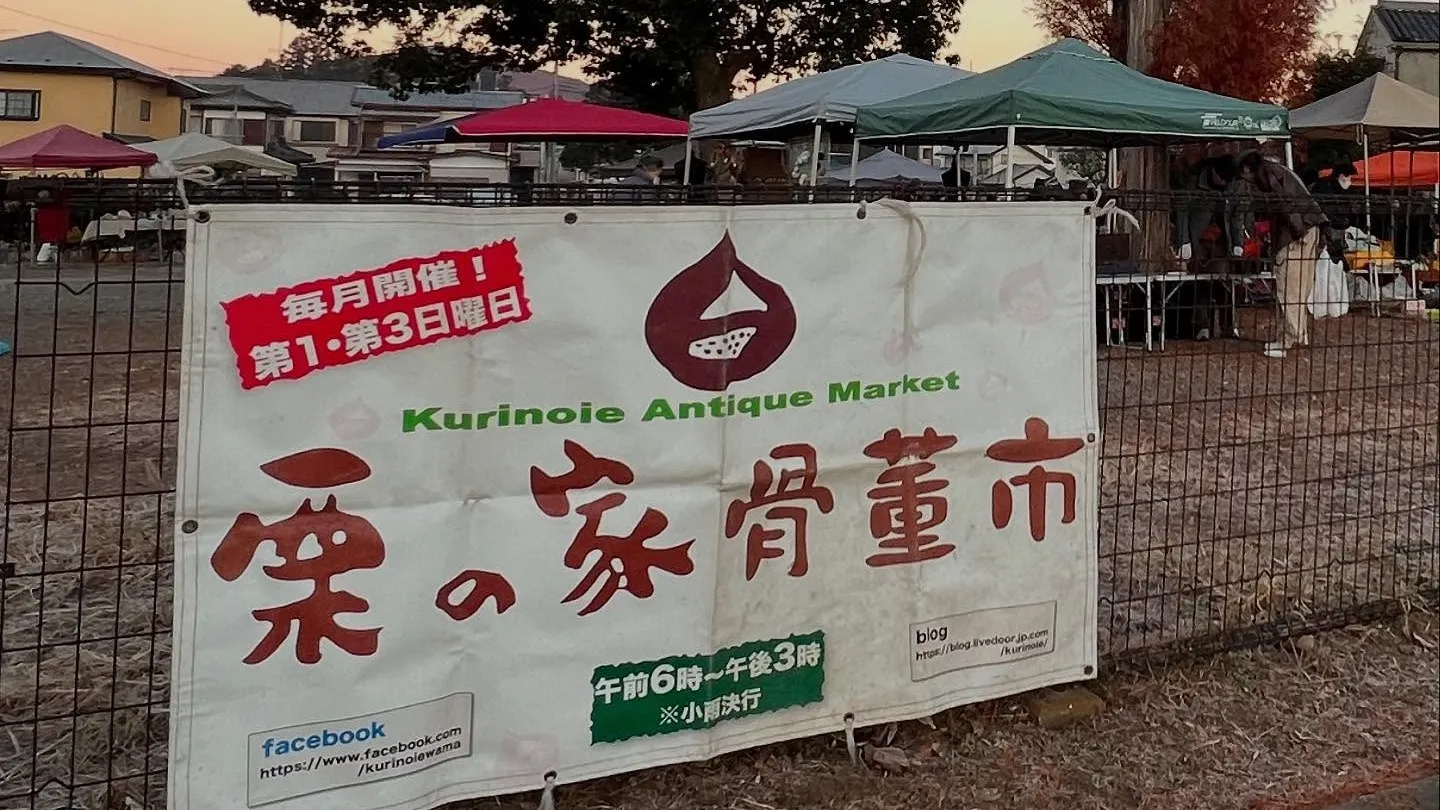 毎月開催！
第1・第3日曜日
Kurinoie Antique Market
栗の家骨董市
午前6時〜午後3時
※小雨決行
blog
https://blog.livedoor.jp.com
/kurinoie/
facebook
https://www.facebook.com
/kurinoiewama